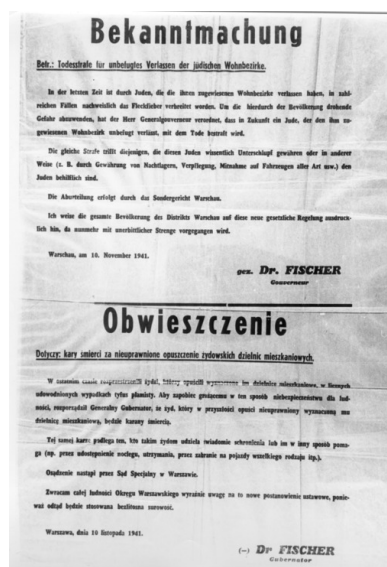 Bekanntmachung
Betr.: Todesstrafe für unbefugtes Verlassen der jüdischen Wohnbezirke.
In der letzten Zeit ist durch Juden, die die ihnen zugewiesenen Wohnbezirke verlassen haben, in zahl-
reichen Fällen nachweislich das Fleckfieber verbreitet worden. Um die hierdurch der Bevölkerung drohende
Gefahr abzuwenden, hat der Herr Generalgouverneur verordnet, dass in Zukunft ein Jude, der den ihm zu-
gewiesenen Wohnbezirk unbefugt verlässt, mit dem Tode bestraft wird.
Die gleiche Strafe trifft diejenigen, die diesen Juden wissentlich Unterschlupf gewähren oder in anderer
Weise (z. B. durch Gewährung von Nachtlagern, Verpflegung, Mitnahme auf Fahrzeugen aller Art usw.) den
Juden behilflich sind.
Die Aburteilung erfolgt durch das Sondergericht Warschau.
Ich weise die gesamte Bevölkerung des Distrikts Warschau auf diese neue gesetzliche Regelung ausdrück-
lich hin, da nunmehr mit unerbittlicher Strenge vorgegangen wird.
Warschau, am 10. November 1941.
gez. Dr. FISCHER
Gouverneur
Obwieszczenie
Dotyczy: kary śmierci za nieuprawnione opuszczenie żydowskich dzielnic mieszkaniowych.
W ostatnim czasie rozprzestrzenili żydzi, którzy opuścili wyznaczone im dzielnice mieszkaniowe, w licznych
udowodnionych wypadkach tyfus plamisty. Aby zapobiec grożącemu w ten sposób niebezpieczeństwu dla lud-
ności, rozporządził Generalny Gubernator, że żyd, który w przyszłości opuści nieuprawniony wyznaczoną mu
dzielnicę mieszkaniową, będzie karany śmiercią.
Tej samej karze podlega ten, kto takim żydom udziela świadomie schronienia lub im w inny sposób poma-
ga (np. przez udostępnienie noclegu, utrzymania, przez zabranie na pojazdy wszelkiego rodzaju itp.).
Osądzenie nastąpi przez Sąd Specjalny w Warszawie.
Zwracam całej ludności Okręgu Warszawskiego wyraźnie uwagę na to nowe postanowienie ustawowe, ponie-
waż odtąd będzie stosowana bezlitosna surowość.
Warszawa, dnia 10 listopada 1941.
(—) Dr FISCHER
Gubernator